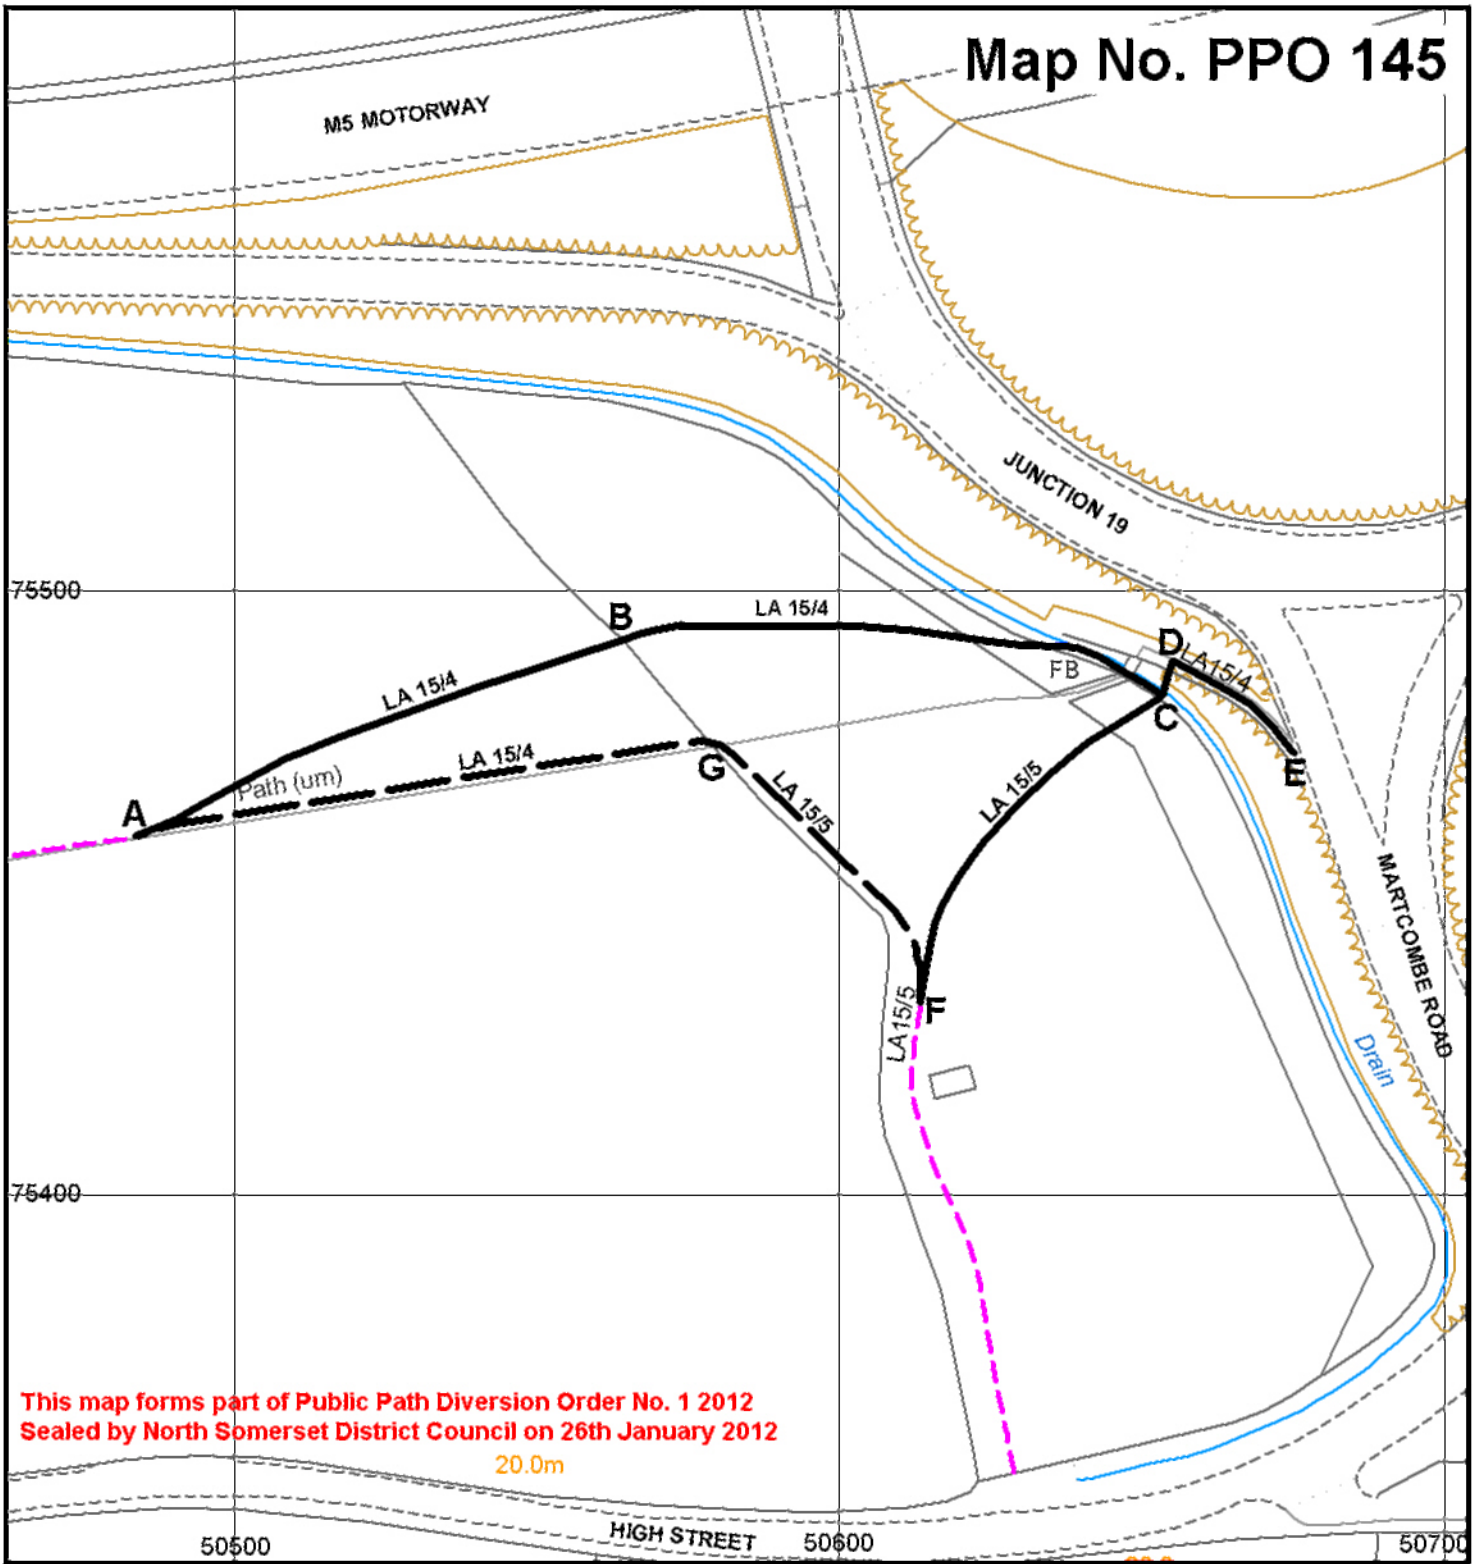 Map No. PPO 145
M5 MOTORWAY
JUNCTION 19
75500
B
LA 15/4
D
LA15/4
FB
LA 15/4
C
LA 15/4
G
E
Path (um)
LA 15/5
LA 15/5
A
MARTCOMBE ROAD
F
LA15/5
Drain
75400
This map forms part of Public Path Diversion Order No. 1 2012
Sealed by North Somerset District Council on 26th January 2012
20.0m
HIGH STREET
50500
50600
50700